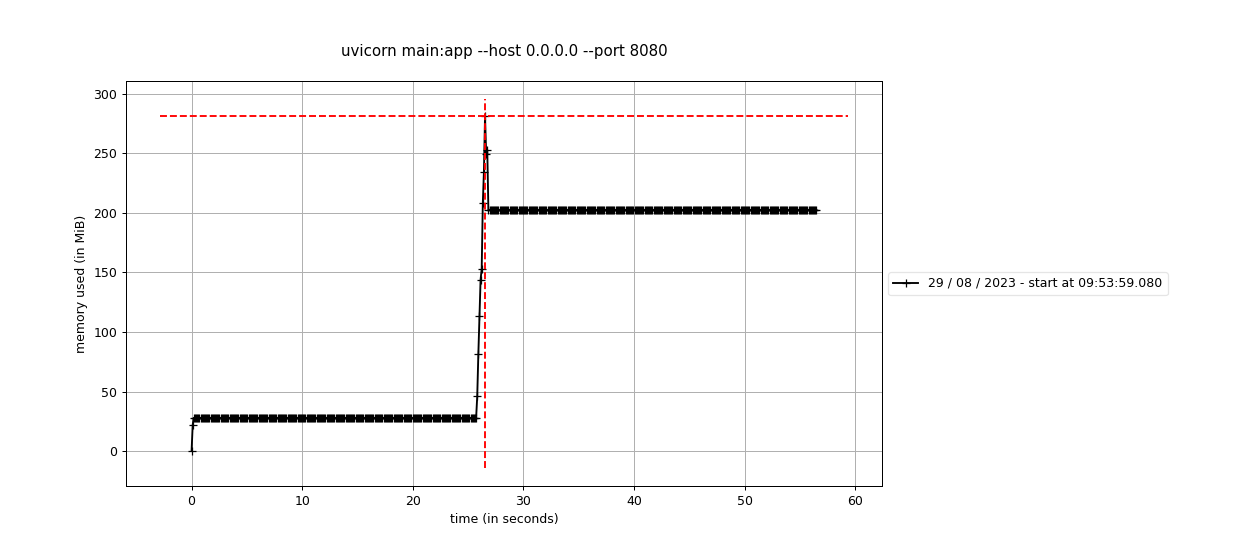 uvicorn main:app --host 0.0.0.0 --port 8080
300
250
200
150
100
50
0
memory used (in MiB)
0 10 20 30 40 50 60
time (in seconds)
29 / 08 / 2023 - start at 09:53:59.080